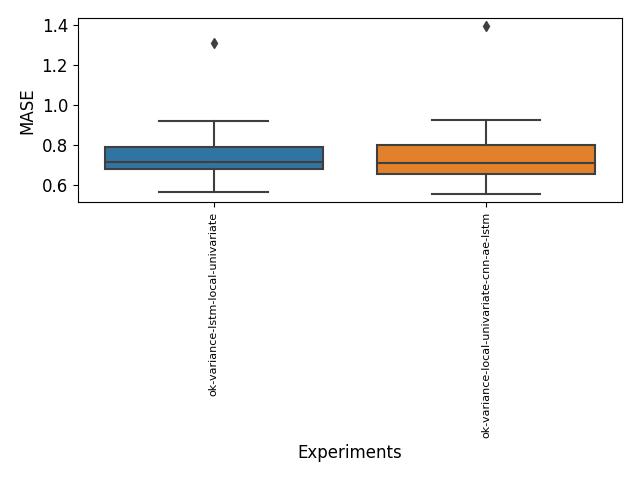 1.4
1.2
1.0
0.8
0.6
MASE
ok-variance-lstm-local-univariate
ok-variance-local-univariate-cnn-ae-lstm
Experiments